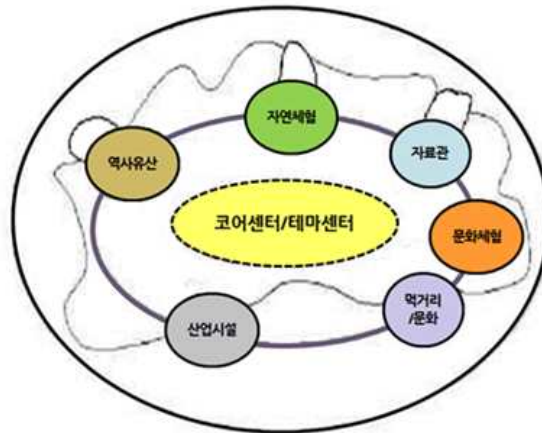 자연체험
자료관
역사유산
코어센터/테마센터
문화체험
먹거리
/문화
산업시설